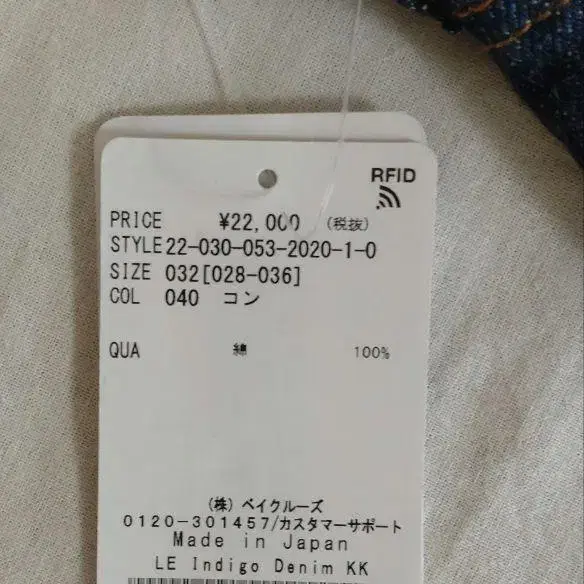 RFID
PRICE ¥22,000 (税抜)
STYLE 22-030-053-2020-1-0
SIZE 032[028-036]
COL 040 コン
QUA 綿 100%
(株) ベイクルーズ
0120-301457/カスタマーサポート
Made in Japan
LE Indigo Denim KK